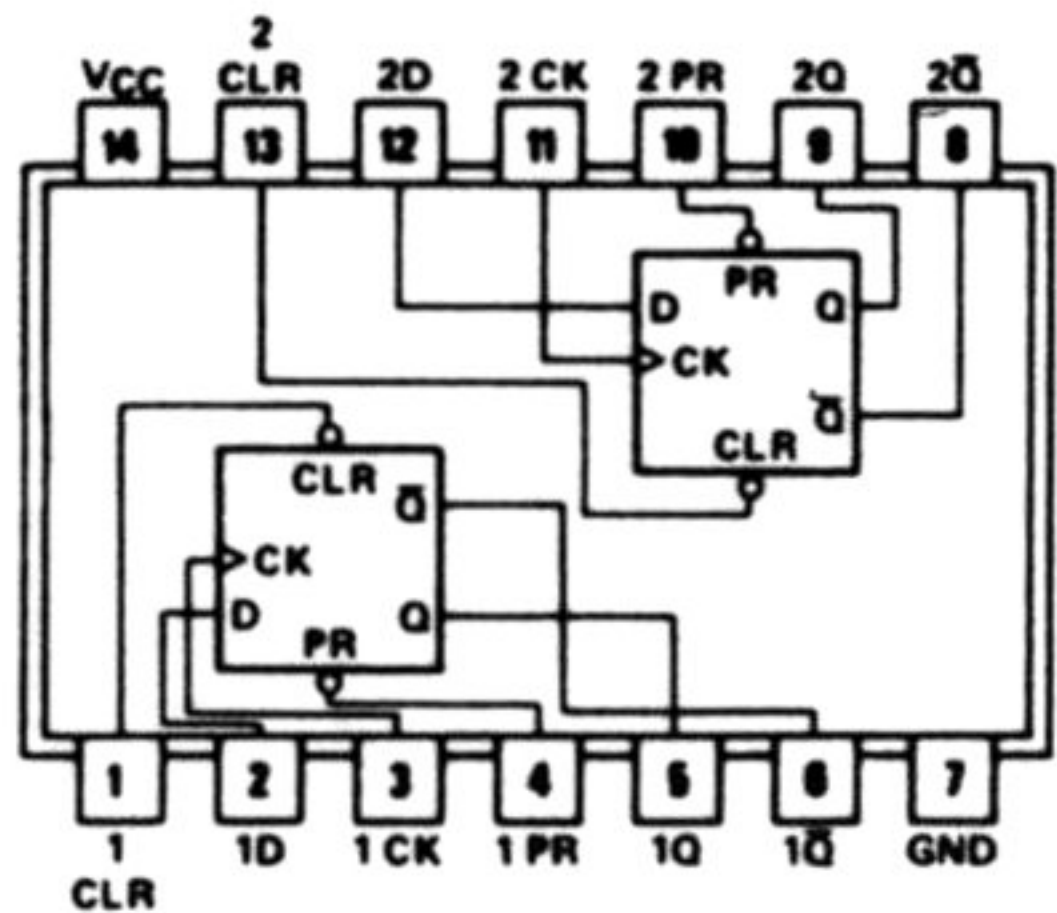 2
VCC CLR 2D 2 CK 2 PR 2Q 2Q̅
14 13 12 11 10 9 8
PR
D Q
CK
Q̅
CLR
CLR
Q̅
CK
D Q
PR
1 2 3 4 5 6 7
1 1D 1 CK 1 PR 1Q 1Q̅ GND
CLR